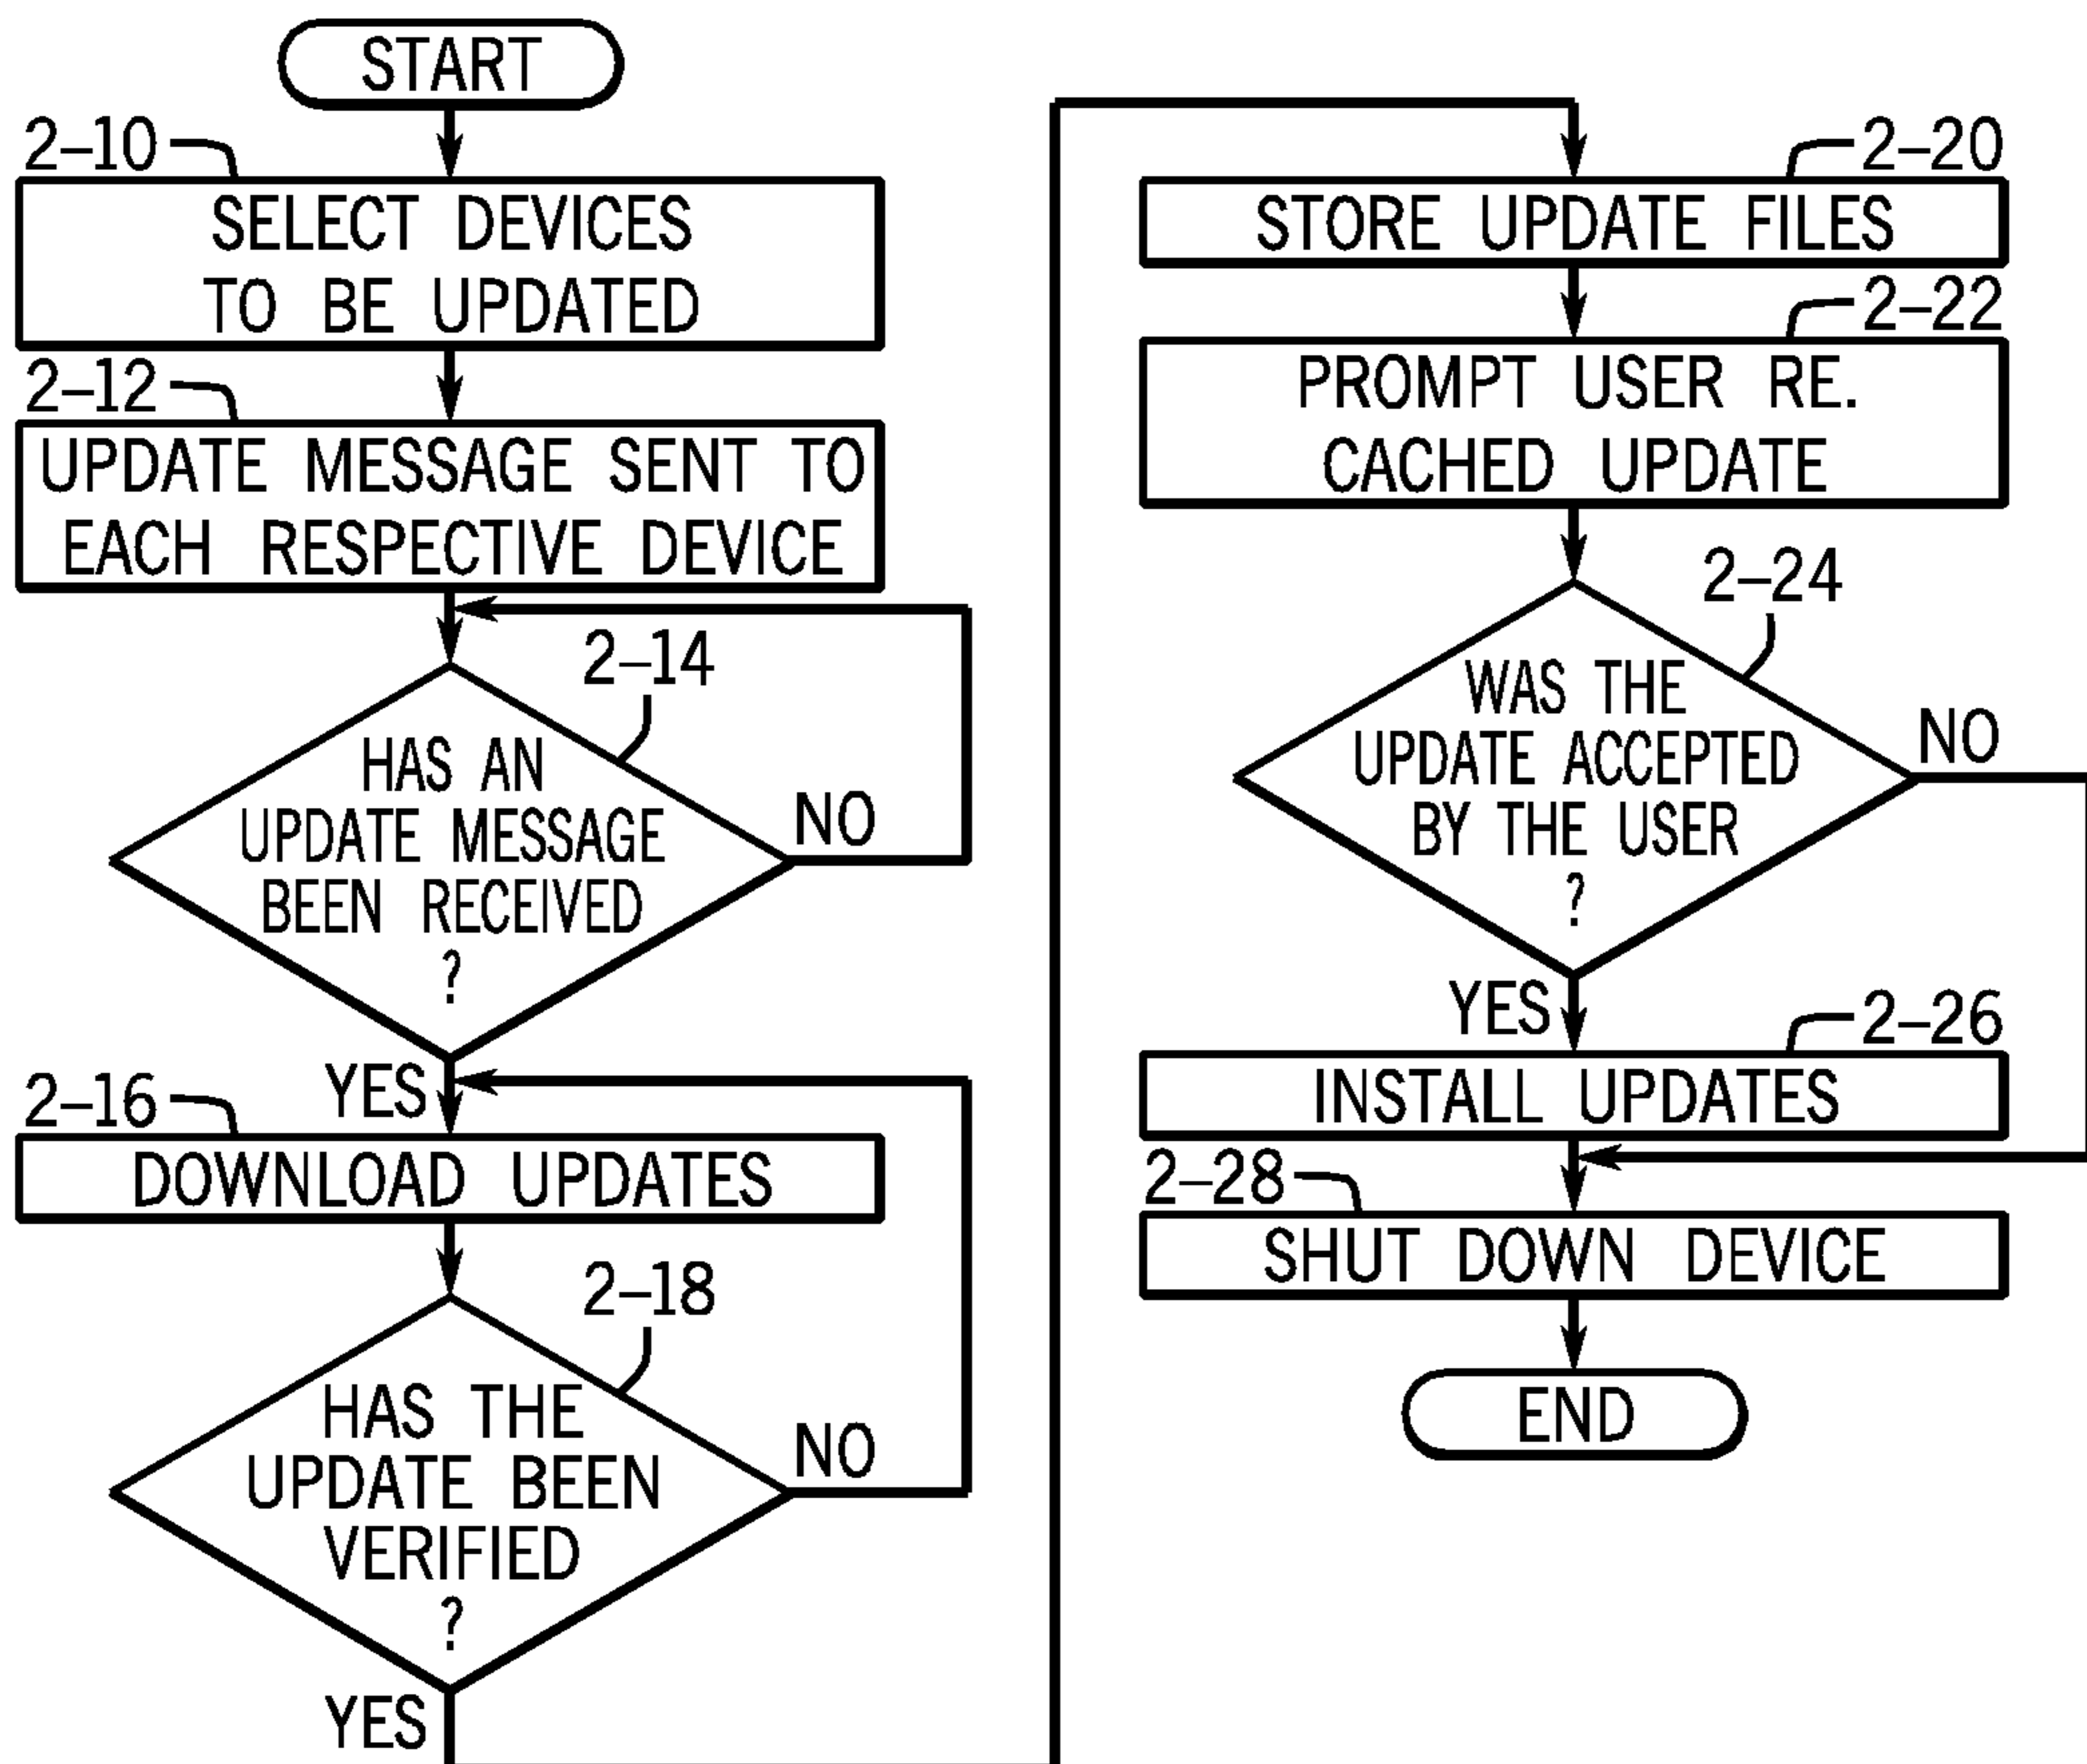 START
2–10
SELECT DEVICES
TO BE UPDATED
2–12
UPDATE MESSAGE SENT TO
EACH RESPECTIVE DEVICE
2–14
HAS AN
UPDATE MESSAGE
BEEN RECEIVED
?
NO
YES
2–16
DOWNLOAD UPDATES
2–18
HAS THE
UPDATE BEEN
VERIFIED
?
NO
YES
2–20
STORE UPDATE FILES
2–22
PROMPT USER RE.
CACHED UPDATE
2–24
WAS THE
UPDATE ACCEPTED
BY THE USER
?
NO
YES
2–26
INSTALL UPDATES
2–28
SHUT DOWN DEVICE
END